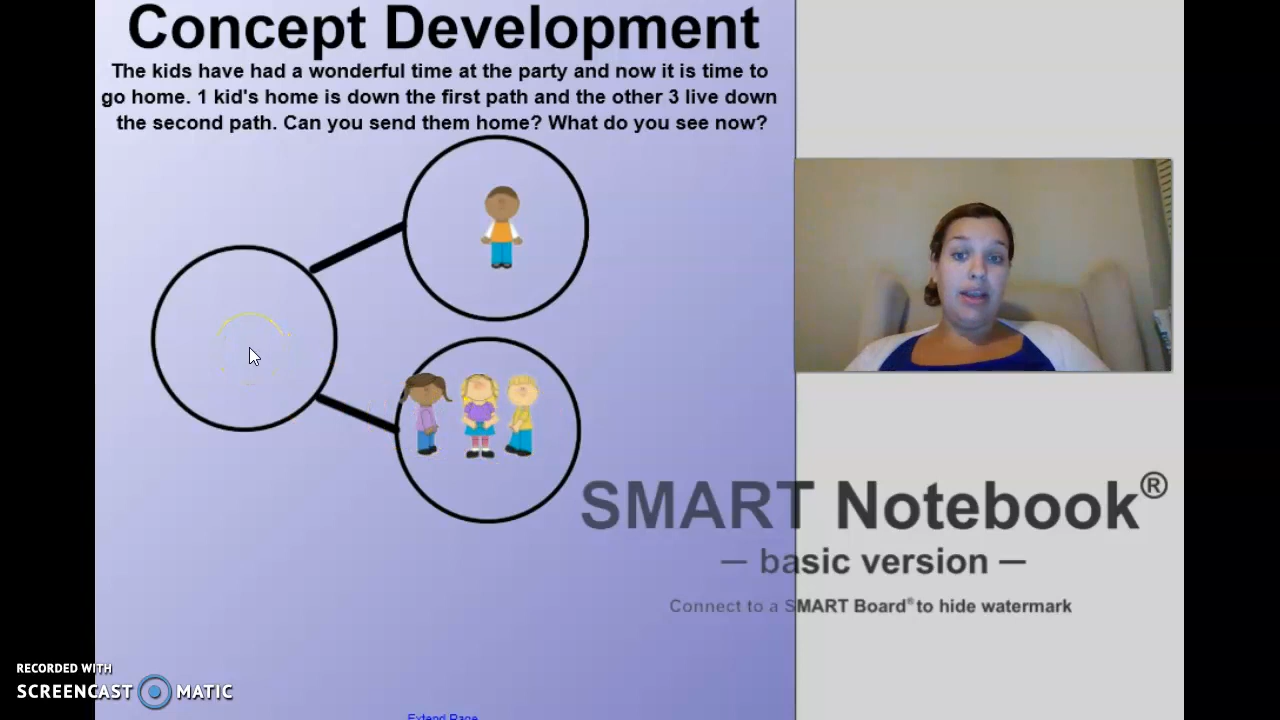 Concept Development
The kids have had a wonderful time at the party and now it is time to
go home. 1 kid's home is down the first path and the other 3 live down
the second path. Can you send them home? What do you see now?
SMART Notebook®
— basic version —
Connect to a SMART Board® to hide watermark
RECORDED WITH
SCREENCAST MATIC
Extend Page